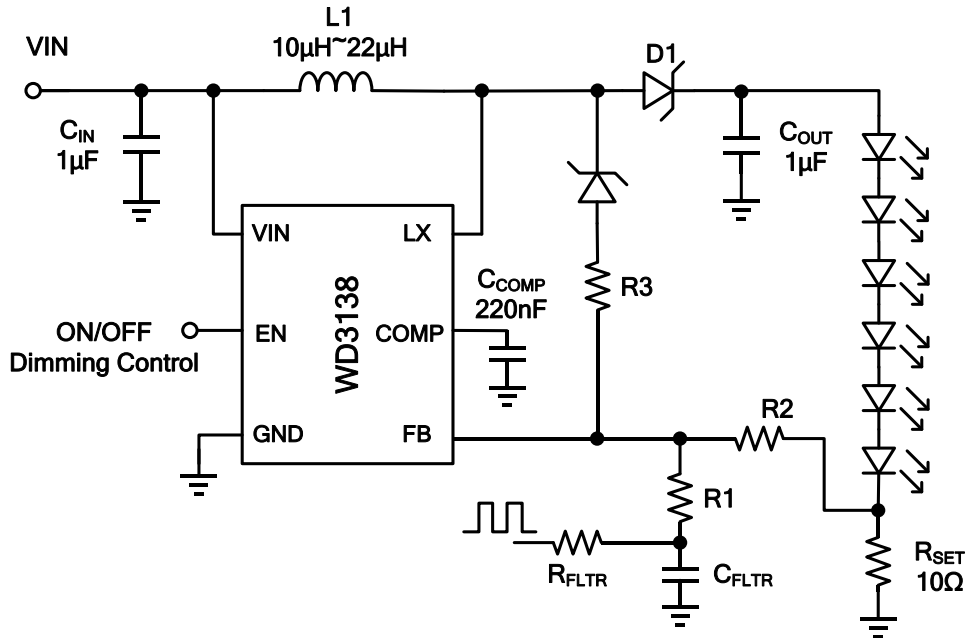 L1
10µH~22µH
VIN
D1
CIN
1µF
COUT
1µF
VIN
LX
WD3138
CCOMP
220nF
R3
ON/OFF
Dimming Control
EN
COMP
GND
FB
R2
R1
RFLTR
CFLTR
RSET
10Ω